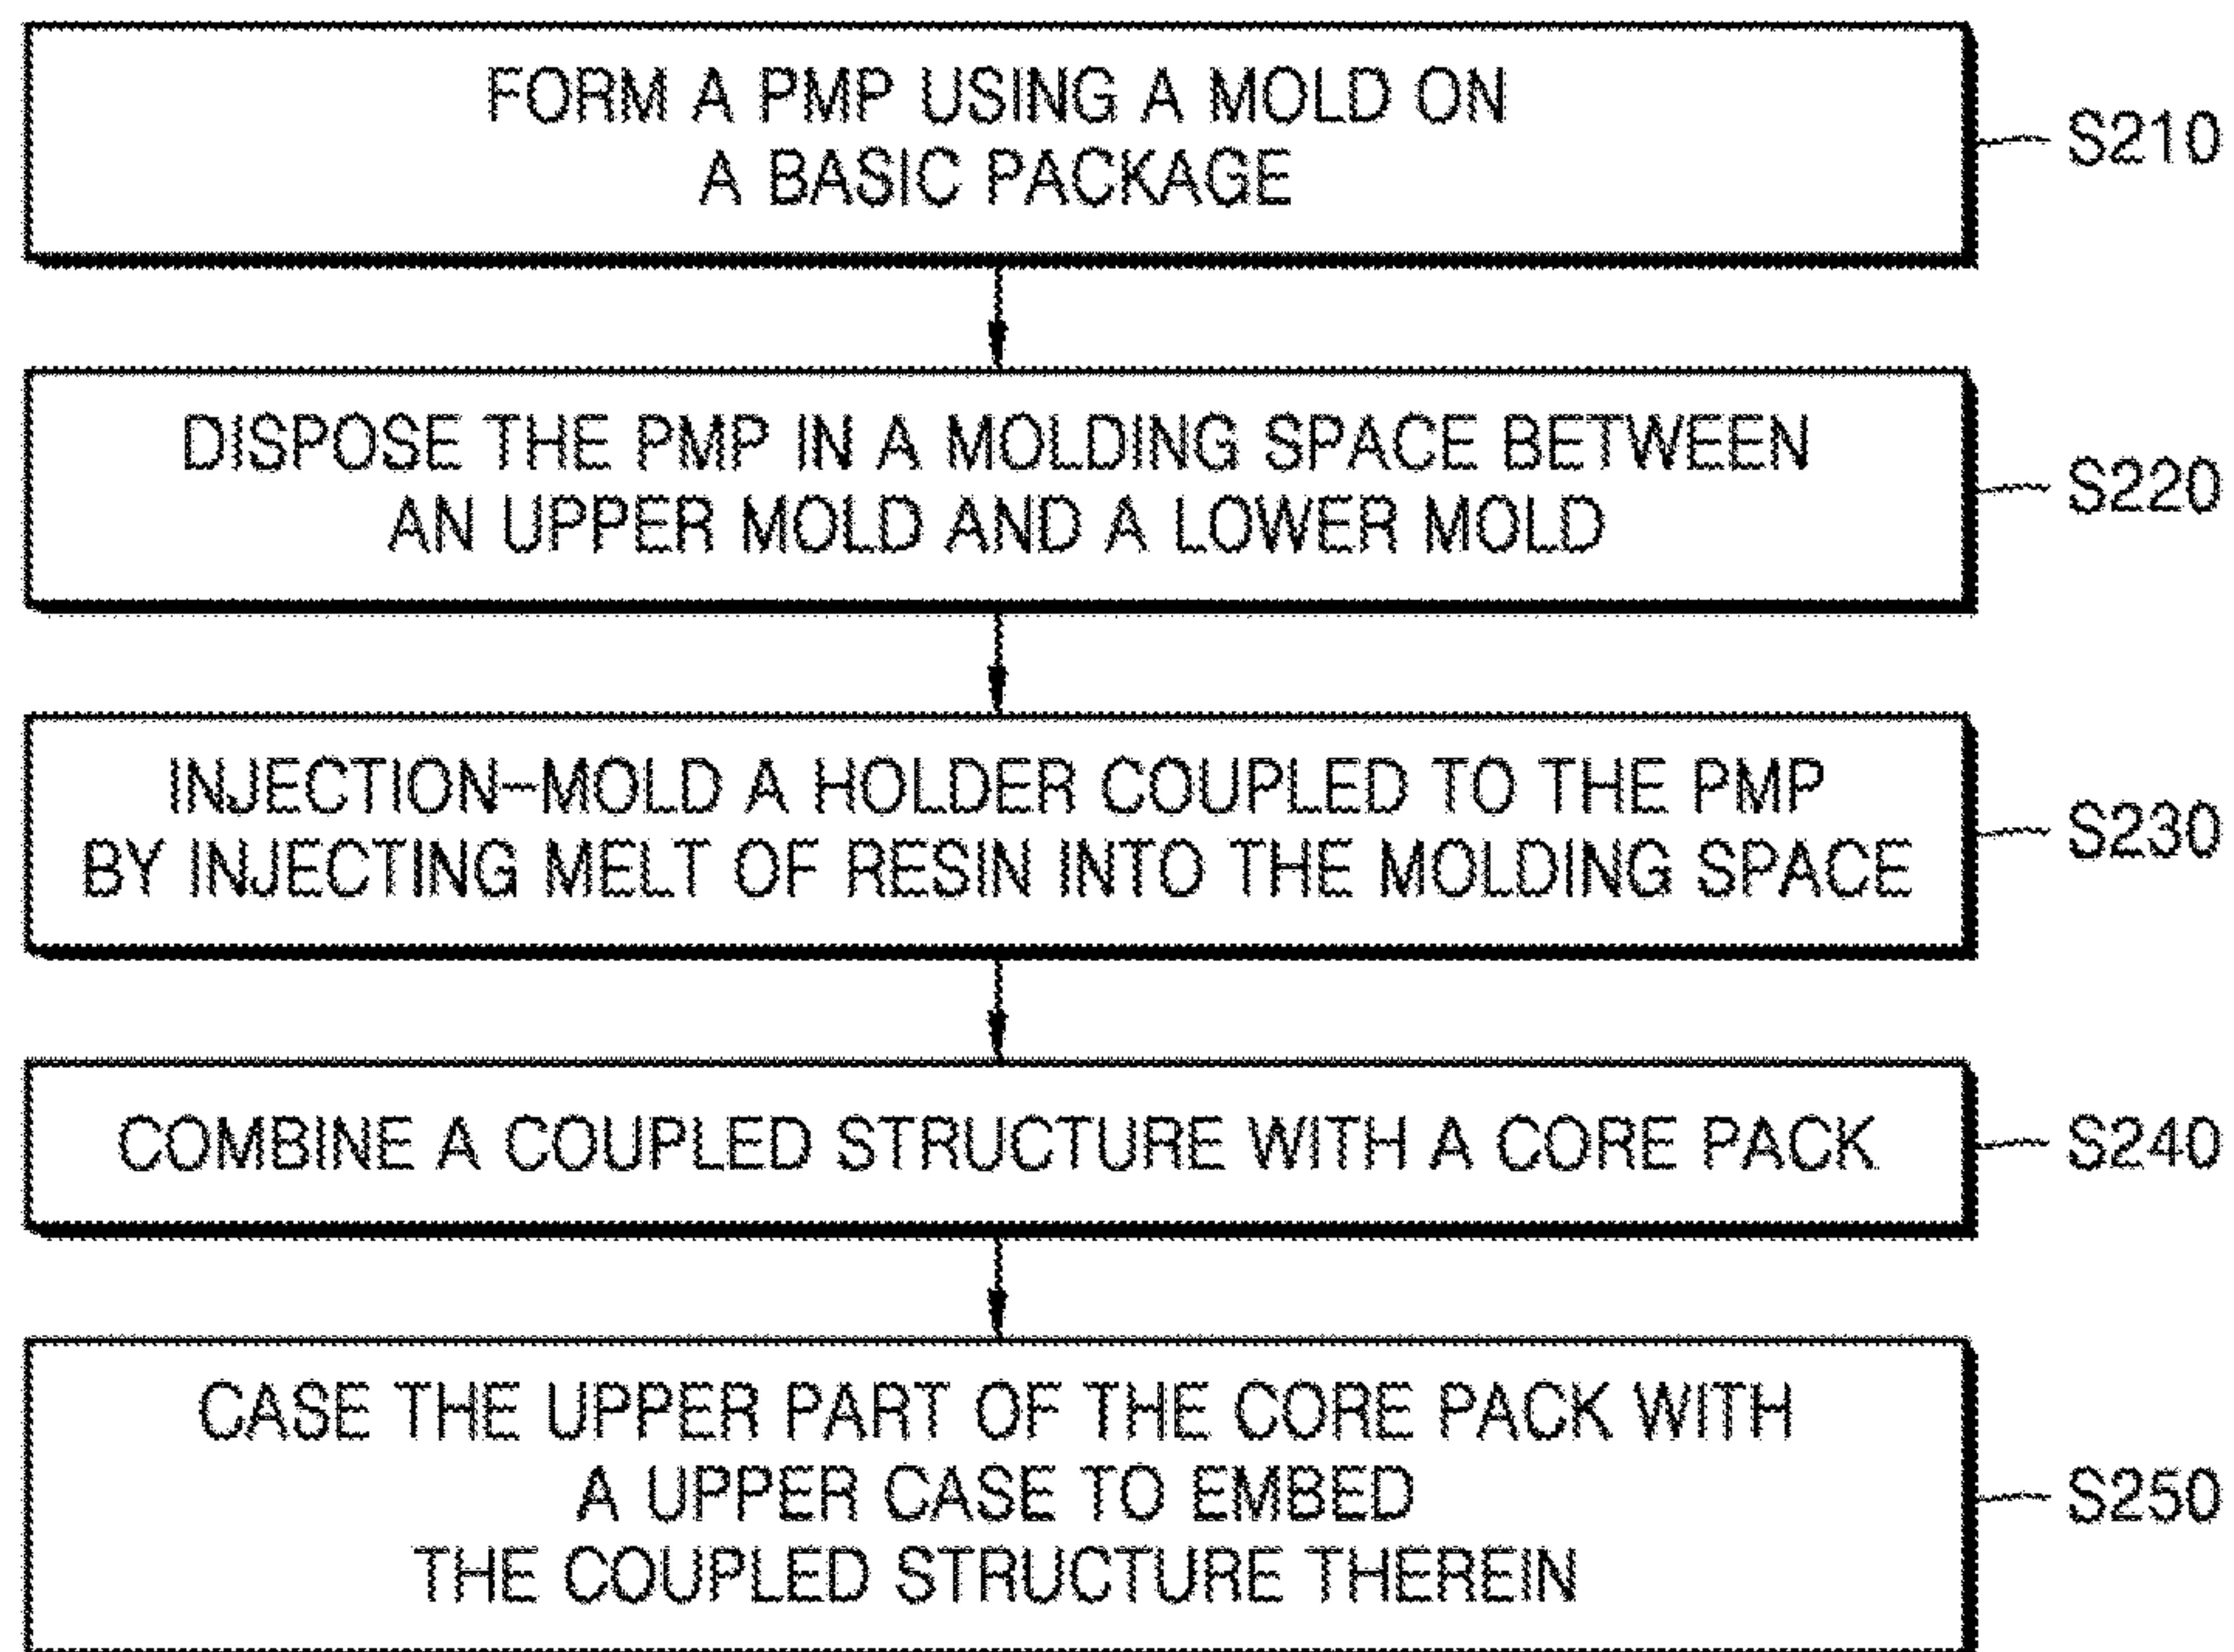 FORM A PMP USING A MOLD ON
A BASIC PACKAGE
S210
DISPOSE THE PMP IN A MOLDING SPACE BETWEEN
AN UPPER MOLD AND A LOWER MOLD
S220
INJECTION-MOLD A HOLDER COUPLED TO THE PMP
BY INJECTING MELT OF RESIN INTO THE MOLDING SPACE
S230
COMBINE A COUPLED STRUCTURE WITH A CORE PACK
S240
CASE THE UPPER PART OF THE CORE PACK WITH
A UPPER CASE TO EMBED
THE COUPLED STRUCTURE THEREIN
S250